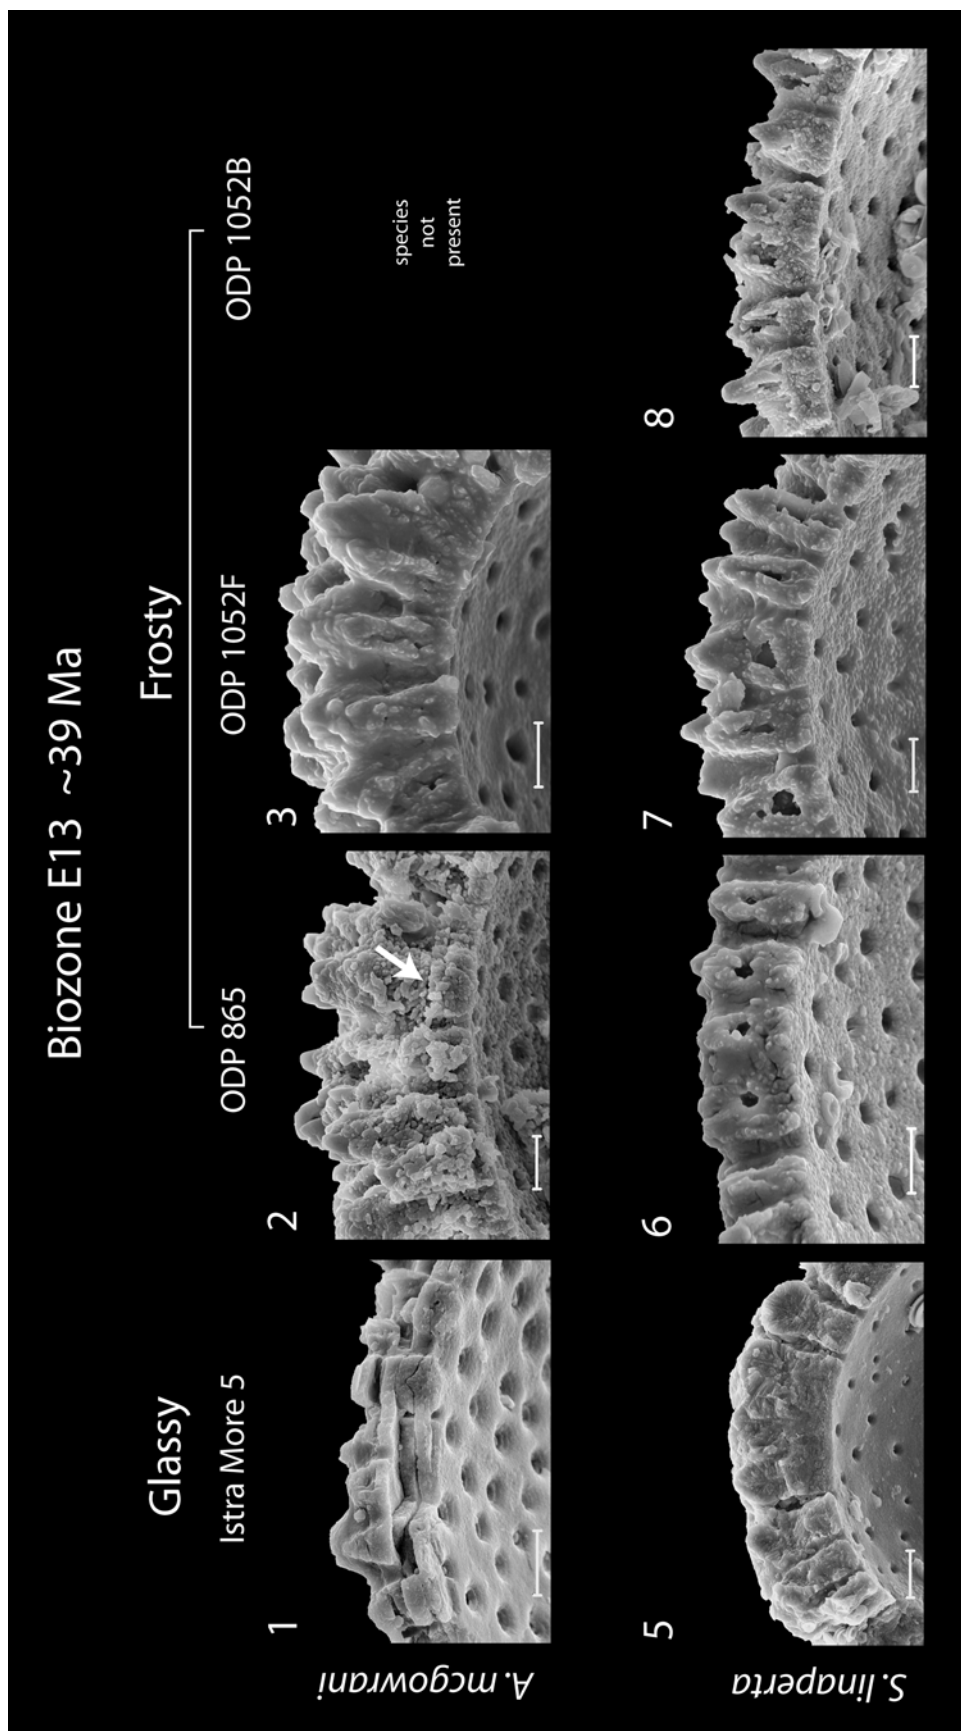 Biozone E13 ~39 Ma
Glassy
Frosty
Istra More 5
ODP 865
ODP 1052F
ODP 1052B
A.mcgowrani
1
2
3
species
not
present
S.linaperta
5
6
7
8